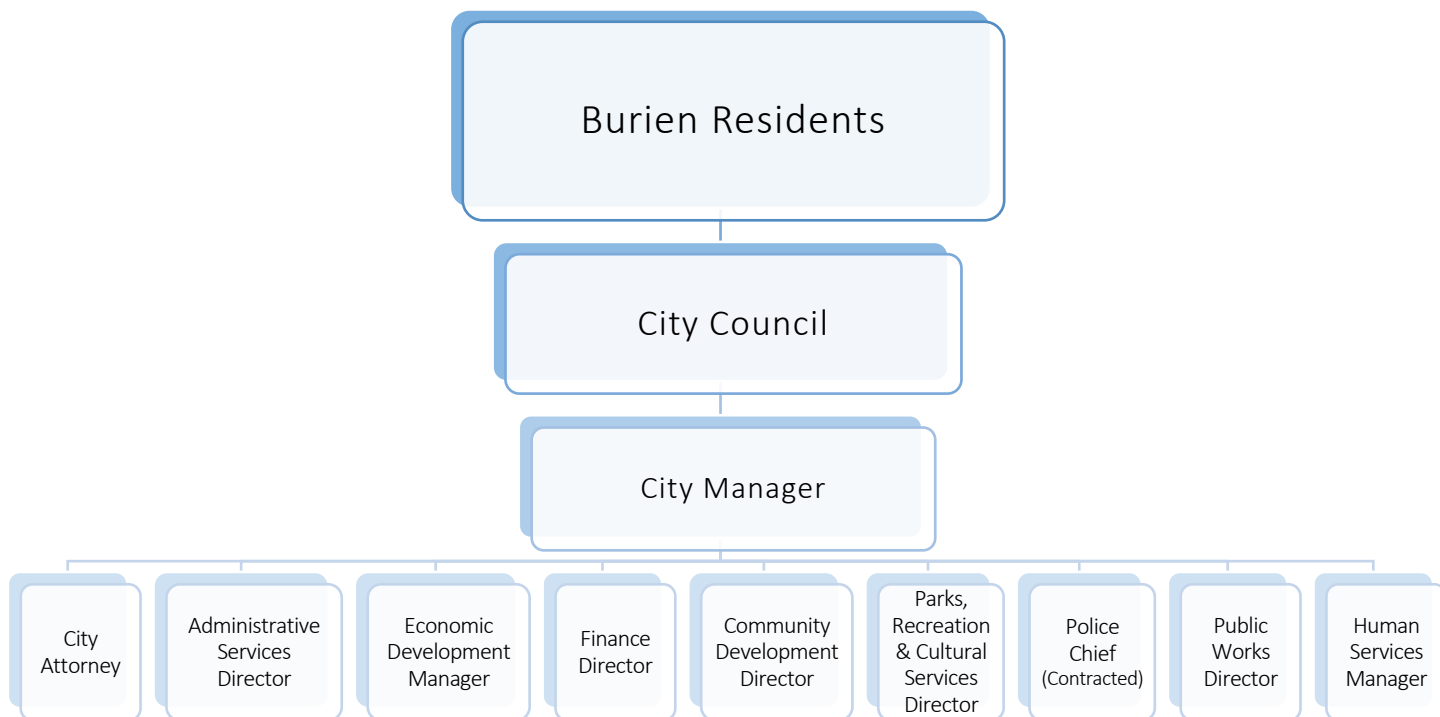 Burien Residents
City Council
City Manager
City
Attorney
Administrative
Services
Director
Economic
Development
Manager
Finance
Director
Community
Development
Director
Parks,
Recreation
& Cultural
Services
Director
Police
Chief
(Contracted)
Public
Works
Director
Human
Services
Manager